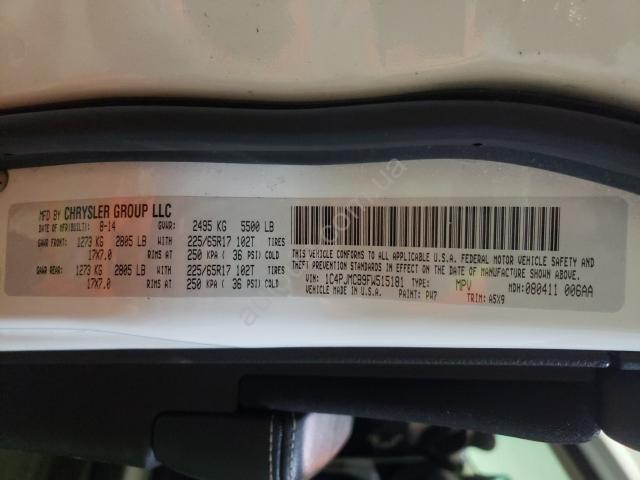 MFD BY CHRYSLER GROUP LLC
DATE OF MFR(BUILT): 8-14 GVWR: 2495 KG 5500 LB
GAWR FRONT: 1273 KG 2805 LB WITH 225/65R17 102T TIRES
17X7.0 RIMS AT 250 KPA ( 36 PSI) COLD
GAWR REAR: 1273 KG 2805 LB WITH 225/65R17 102T TIRES
17X7.0 RIMS AT 250 KPA ( 36 PSI) COLD
THIS VEHICLE CONFORMS TO ALL APPLICABLE U.S.A. FEDERAL MOTOR VEHICLE SAFETY AND
THEFT PREVENTION STANDARDS IN EFFECT ON THE DATE OF MANUFACTURE SHOWN ABOVE.
VIN: 1C4PJMCB9FW515181 TYPE: MPV MDH: 080411 006AA
VEHICLE MADE IN U.S.A. PAINT: PW7 TRIM: A5X9